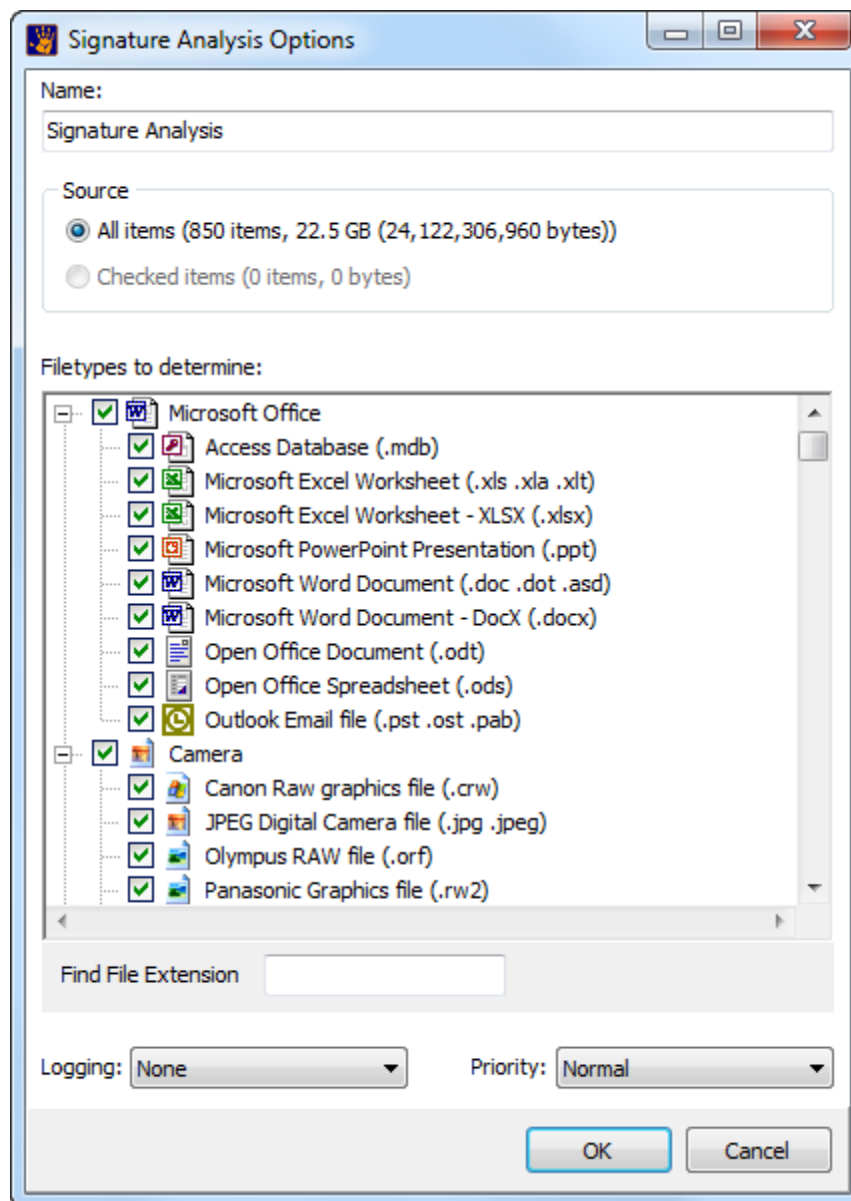 Signature Analysis Options
Name:
Signature Analysis
Source
All items (850 items, 22.5 GB (24,122,306,960 bytes))
Checked items (0 items, 0 bytes)
Filetypes to determine:
Microsoft Office
Access Database (.mdb)
Microsoft Excel Worksheet (.xls .xla .xlt)
Microsoft Excel Worksheet - XLSX (.xlsx)
Microsoft PowerPoint Presentation (.ppt)
Microsoft Word Document (.doc .dot .asd)
Microsoft Word Document - DocX (.docx)
Open Office Document (.odt)
Open Office Spreadsheet (.ods)
Outlook Email file (.pst .ost .pab)
Camera
Canon Raw graphics file (.crw)
JPEG Digital Camera file (.jpg .jpeg)
Olympus RAW file (.orf)
Panasonic Graphics file (.rw2)
Find File Extension
Logging: None Priority: Normal
OK Cancel